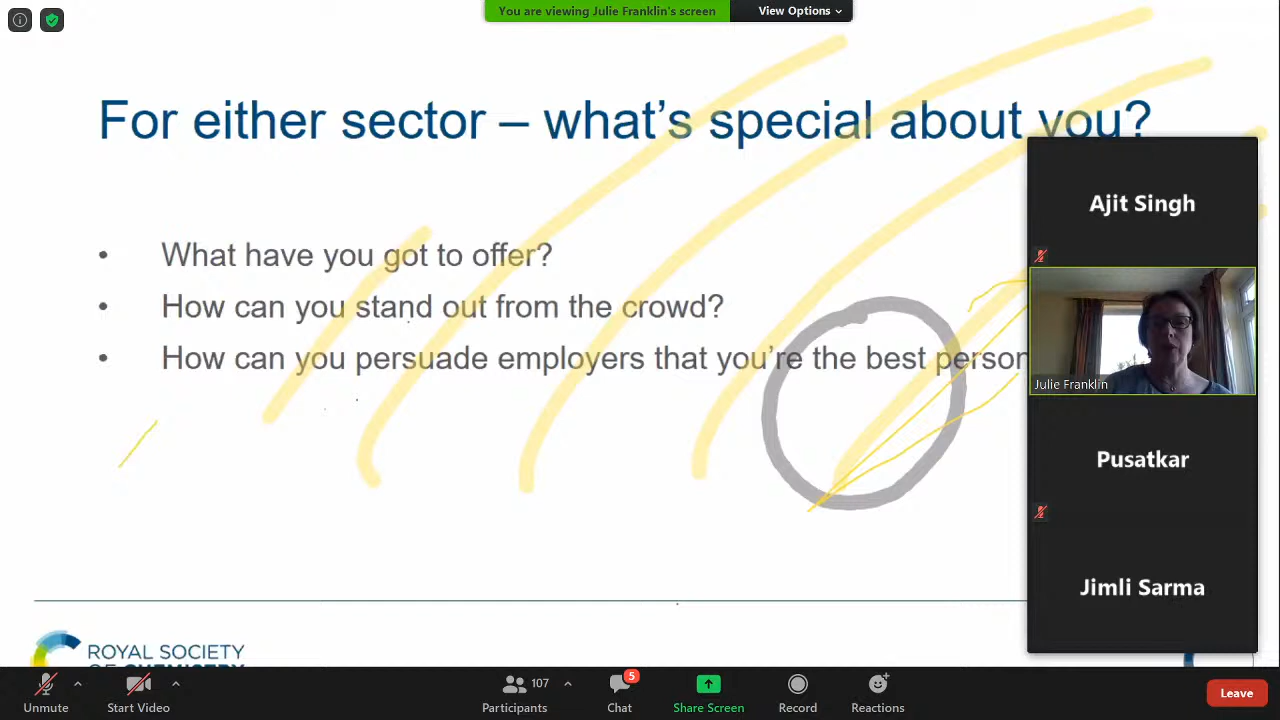 You are viewing Julie Franklin's screen
View Options
For either sector – what's special about you?
• What have you got to offer?
• How can you stand out from the crowd?
• How can you persuade employers that you're the best person
Ajit Singh
Julie Franklin
Pusatkar
Jimli Sarma
ROYAL SOCIETY
OF CHEMISTRY
Unmute
Start Video
107
Participants
5
Chat
Share Screen
Record
Reactions
Leave